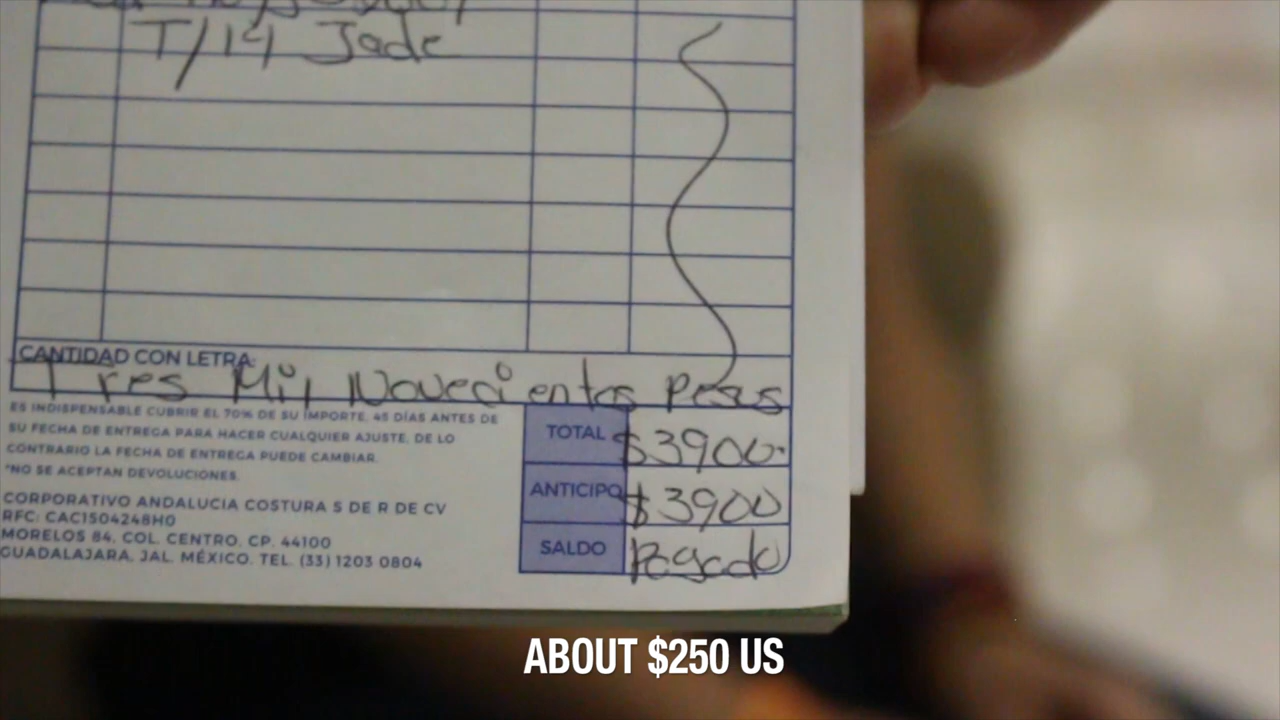 T/14 Jade
CANTIDAD CON LETRA:
Tres Mil Novecientos Pesos
ES INDISPENSABLE CUBRIR EL 70% DE SU IMPORTE, 45 DÍAS ANTES DE
SU FECHA DE ENTREGA PARA HACER CUALQUIER AJUSTE, DE LO
CONTRARIO LA FECHA DE ENTREGA PUEDE CAMBIAR.
*NO SE ACEPTAN DEVOLUCIONES.
CORPORATIVO ANDALUCIA COSTURA S DE R DE CV
RFC: CAC1504248H0
MORELOS 84, COL. CENTRO, CP. 44100
GUADALAJARA, JAL. MÉXICO. TEL. (33) 1203 0804
TOTAL $3900.
ANTICIPO $3900
SALDO Pagado
ABOUT $250 US